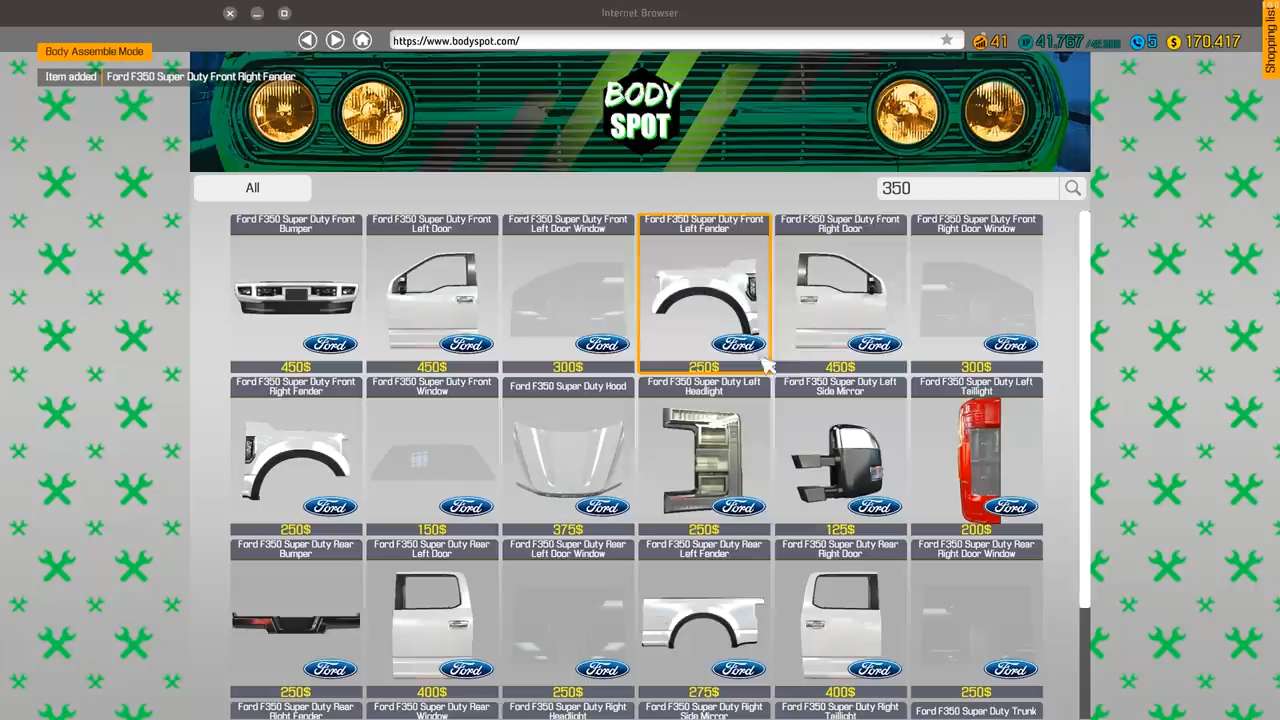 Internet Browser
https://www.bodyspot.com/
41
41,767
5
170,417
Shopping list
Body Assemble Mode
Item added
Ford F350 Super Duty Front Right Fender
BODY
SPOT
All
350
Ford F350 Super Duty Front
Bumper
Ford F350 Super Duty Front
Left Door
Ford F350 Super Duty Front
Left Door Window
Ford F350 Super Duty Front
Left Fender
Ford F350 Super Duty Front
Right Door
Ford F350 Super Duty Front
Right Door Window
Ford
Ford
Ford
Ford
Ford
Ford
450$
450$
300$
250$
450$
300$
Ford F350 Super Duty Front
Right Fender
Ford F350 Super Duty Front
Window
Ford F350 Super Duty Hood
Ford F350 Super Duty Left
Headlight
Ford F350 Super Duty Left
Side Mirror
Ford F350 Super Duty Left
Taillight
Ford
Ford
Ford
Ford
Ford
Ford
250$
150$
375$
250$
125$
200$
Ford F350 Super Duty Rear
Bumper
Ford F350 Super Duty Rear
Left Door
Ford F350 Super Duty Rear
Left Door Window
Ford F350 Super Duty Rear
Left Fender
Ford F350 Super Duty Rear
Right Door
Ford F350 Super Duty Rear
Right Door Window
Ford
Ford
Ford
Ford
Ford
Ford
250$
400$
250$
275$
400$
250$
Ford F350 Super Duty Rear
Right Fender
Ford F350 Super Duty Rear
Window
Ford F350 Super Duty Right
Headlight
Ford F350 Super Duty Right
Side Mirror
Ford F350 Super Duty Right
Taillight
Ford F350 Super Duty Trunk